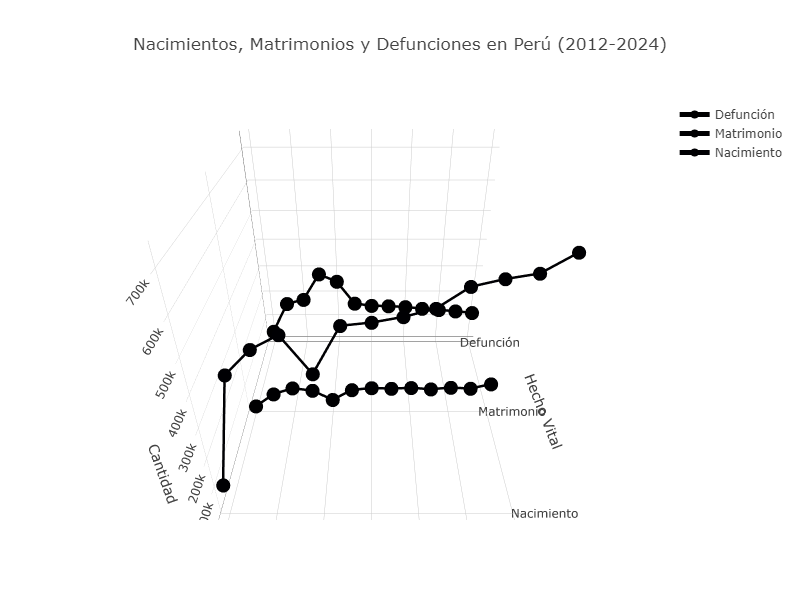 Nacimientos, Matrimonios y Defunciones en Perú (2012-2024)
Defunción
Matrimonio
Nacimiento
700k
600k
500k
400k
300k
200k
00k
Cantidad
Defunción
Matrimonio
Nacimiento
Hecho Vital